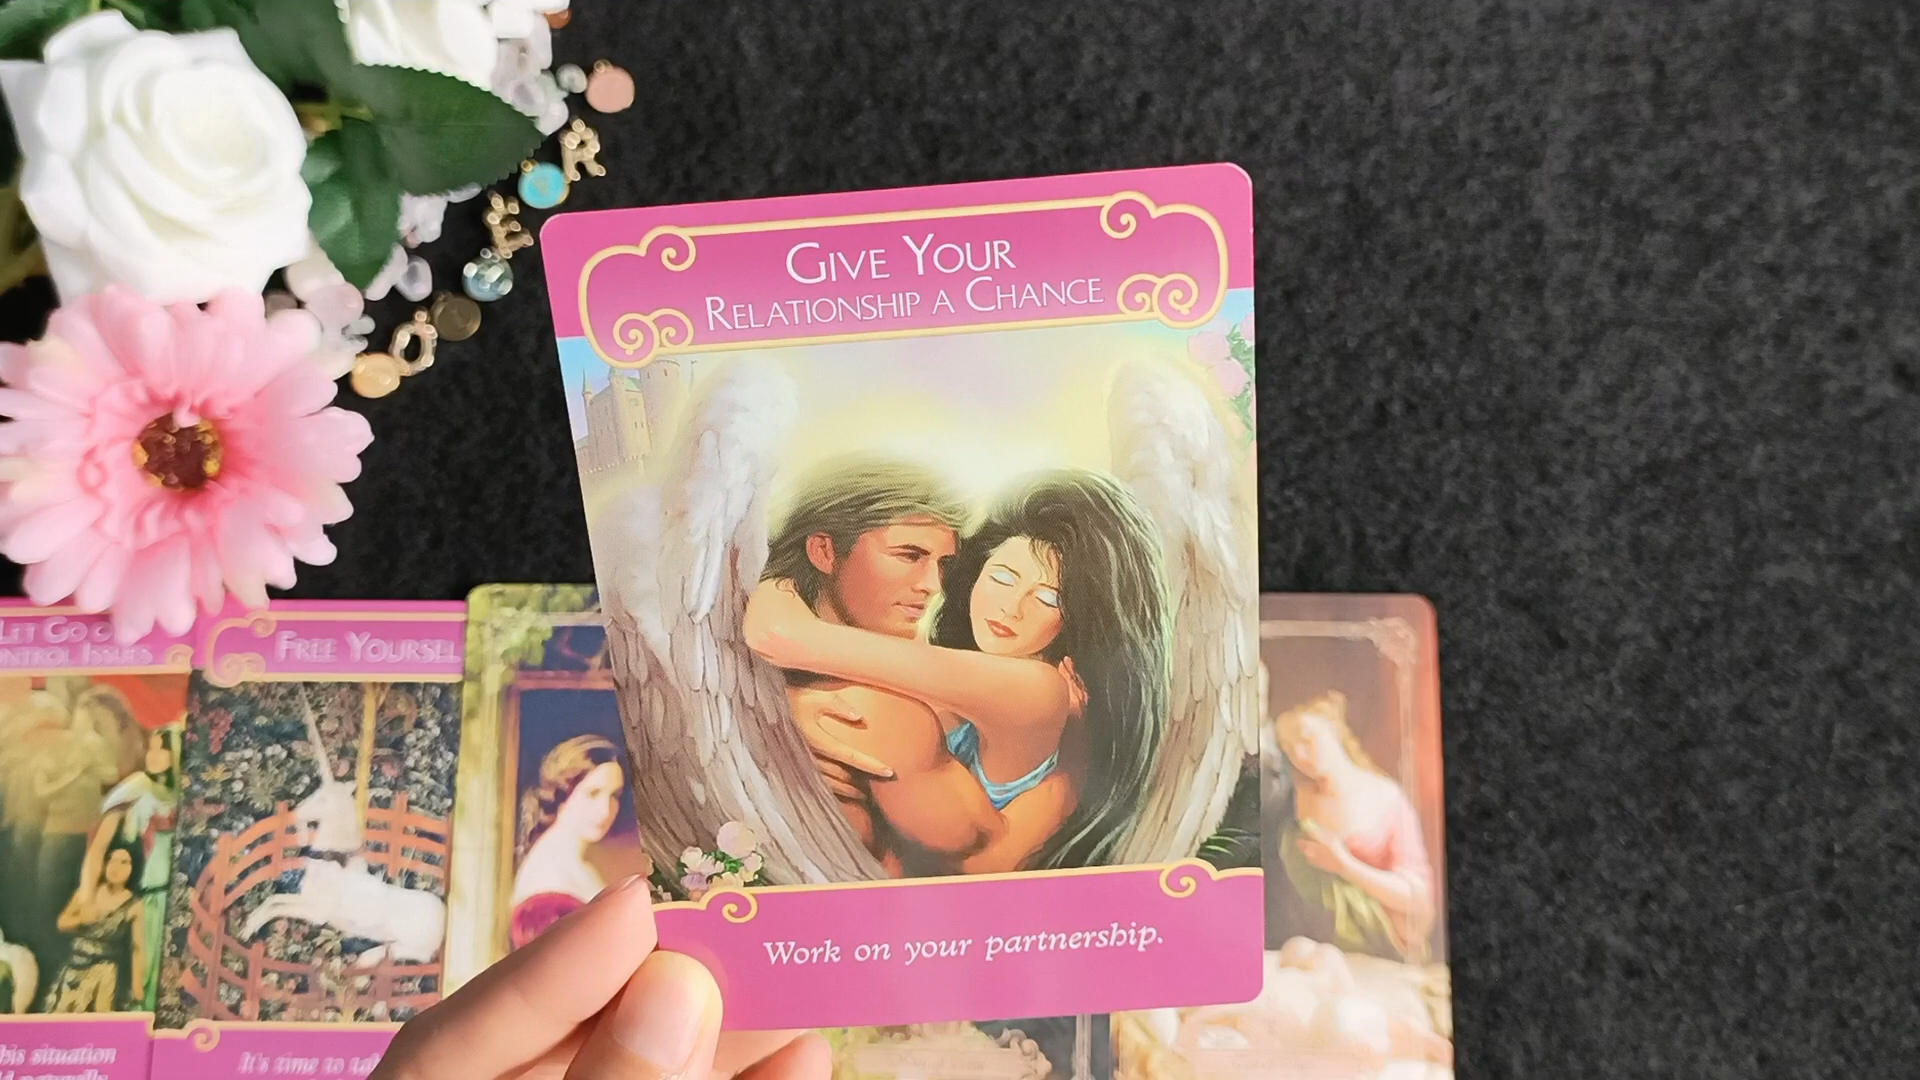 GIVE YOUR
RELATIONSHIP A CHANCE
Work on your partnership.
LET GO O
ONTROL ISSUES
FREE YOURSEL
his situation
It's time to ta